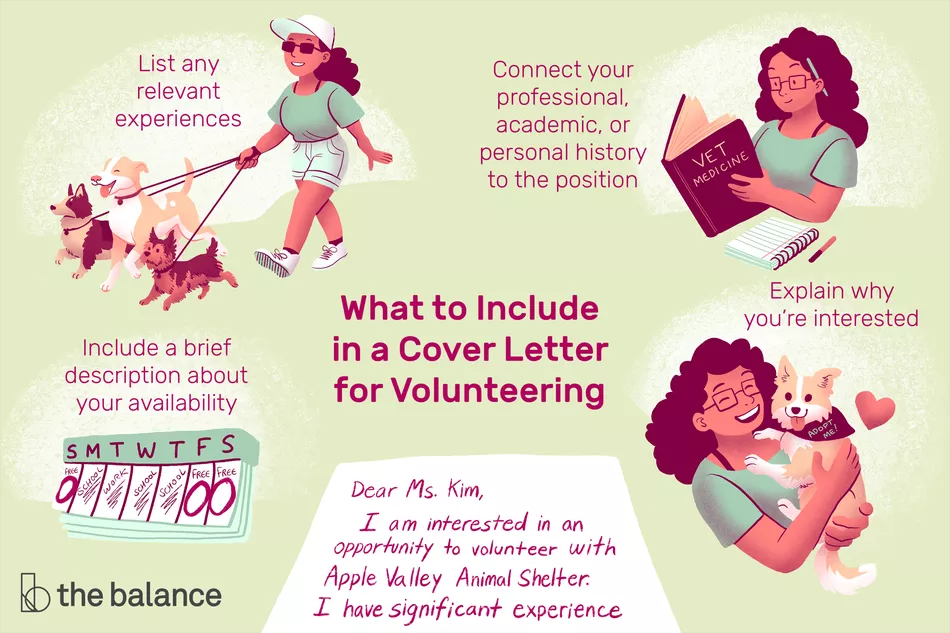 List any
relevant
experiences
Connect your
professional,
academic, or
personal history
to the position
VET
MEDICINE
What to Include
in a Cover Letter
for Volunteering
Explain why
you're interested
ADOPT
ME!
Include a brief
description about
your availability
S M T W T F S
FREE SCHOOL WORK SCHOOL SCHOOL FREE FREE
Dear Ms. Kim,
I am interested in an
opportunity to volunteer with
Apple Valley Animal Shelter.
I have significant experience
the balance